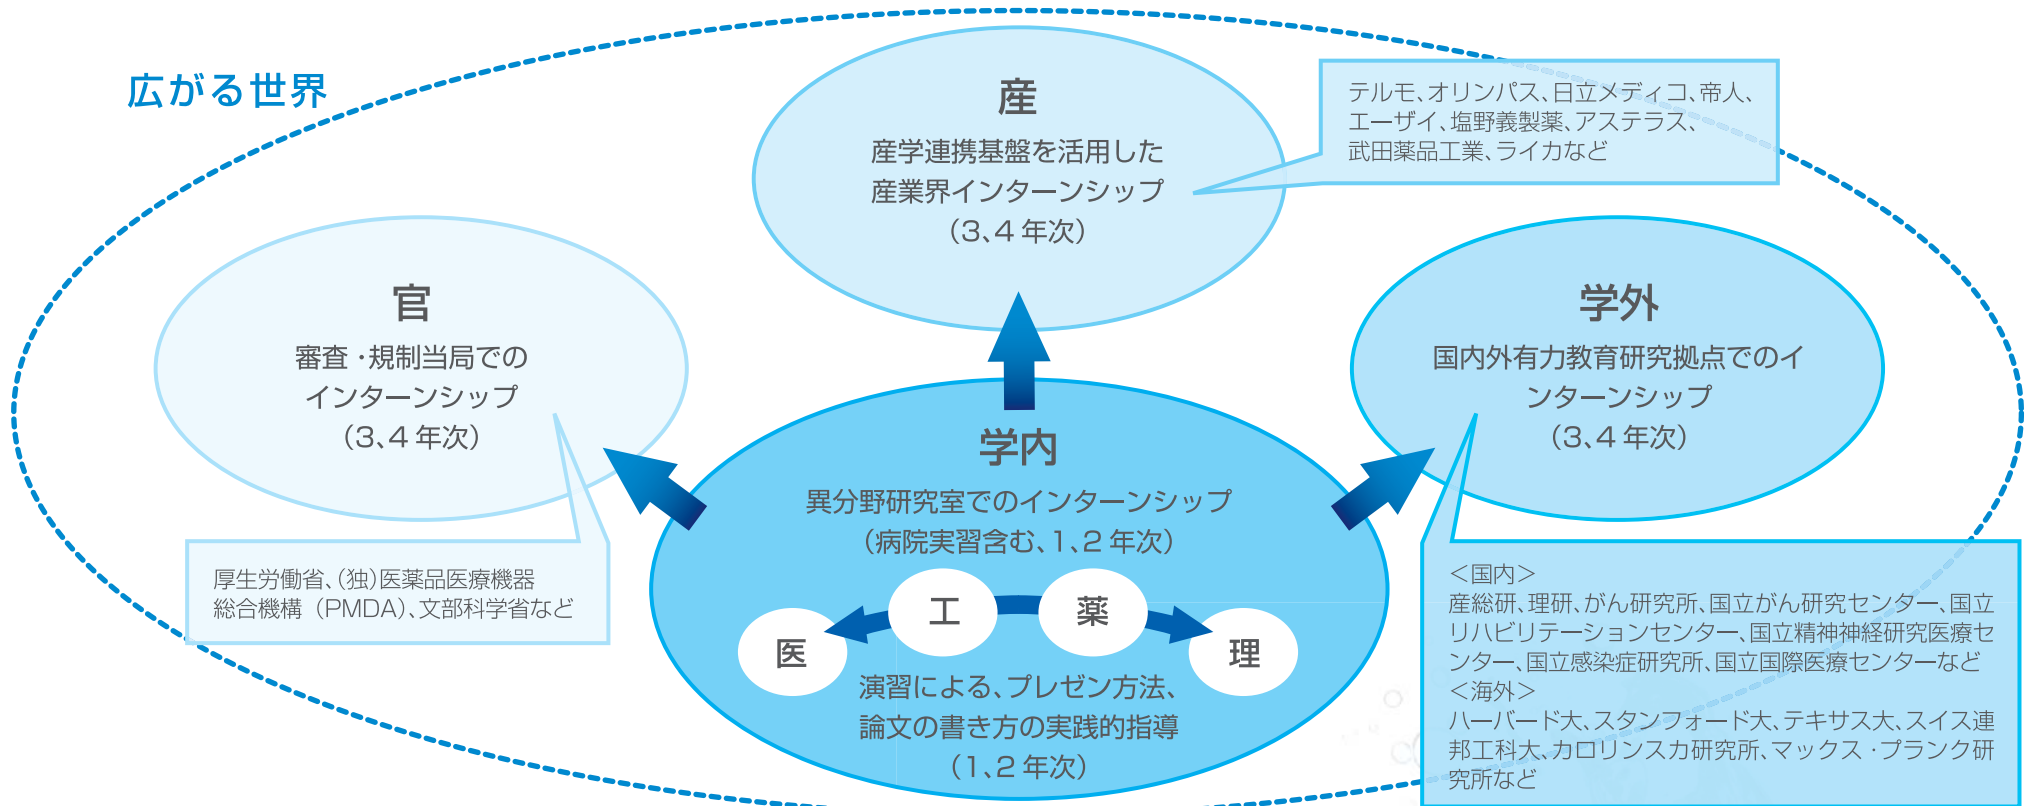 広がる世界
産
産学連携基盤を活用した
産業界インターンシップ
（3、4 年次）
テルモ、オリンパス、日立メディコ、帝人、
エーザイ、塩野義製薬、アステラス、
武田薬品工業、ライカなど
官
審査・規制当局での
インターンシップ
（3、4 年次）
厚生労働省、（独）医薬品医療機器
総合機構（PMDA）、文部科学省など
学外
国内外有力教育研究拠点でのイ
ンターンシップ
（3、4 年次）
＜国内＞
産総研、理研、がん研究所、国立がん研究センター、国立
リハビリテーションセンター、国立精神神経研究医療セ
ンター、国立感染症研究所、国立国際医療センターなど
＜海外＞
ハーバード大、スタンフォード大、テキサス大、スイス連
邦工科大、カロリンスカ研究所、マックス・プランク研
究所など
学内
異分野研究室でのインターンシップ
（病院実習含む、1、2 年次）
医
工
薬
理
演習による、プレゼン方法、
論文の書き方の実践的指導
（1、2 年次）